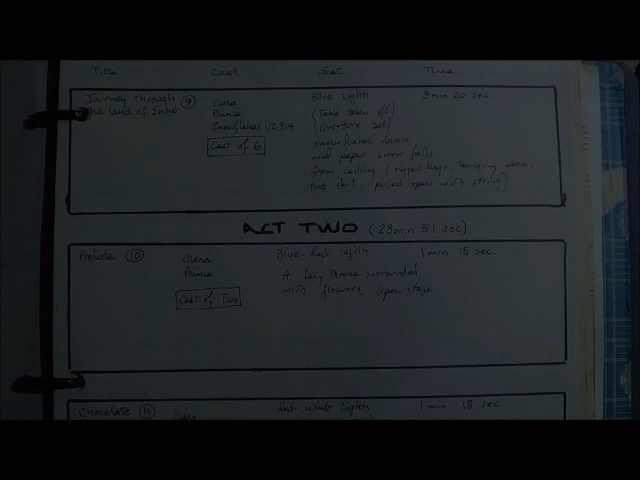 Title Cast Set Time
Journey Through the land of Snow 9
Clara
Prince
Snowflakes 1,2,3,4
Cast of 6
Blue Lights
(Table taken off)
(Overture set)
snowflakes dance
and paper snow falls
from ceiling (rigged bags, hanging above,
tied shut, pulled open with string)
3 min 20 sec.
ACT TWO (23 min 51 sec)
Prelude 10
Clara
Prince
Cast of Two
Blue-Red Lights
A Throne surrounded
with flowers, upon stage
1 min 15 sec.
Chocolate 11
Clara
Red-White Lights
1 min 18 sec